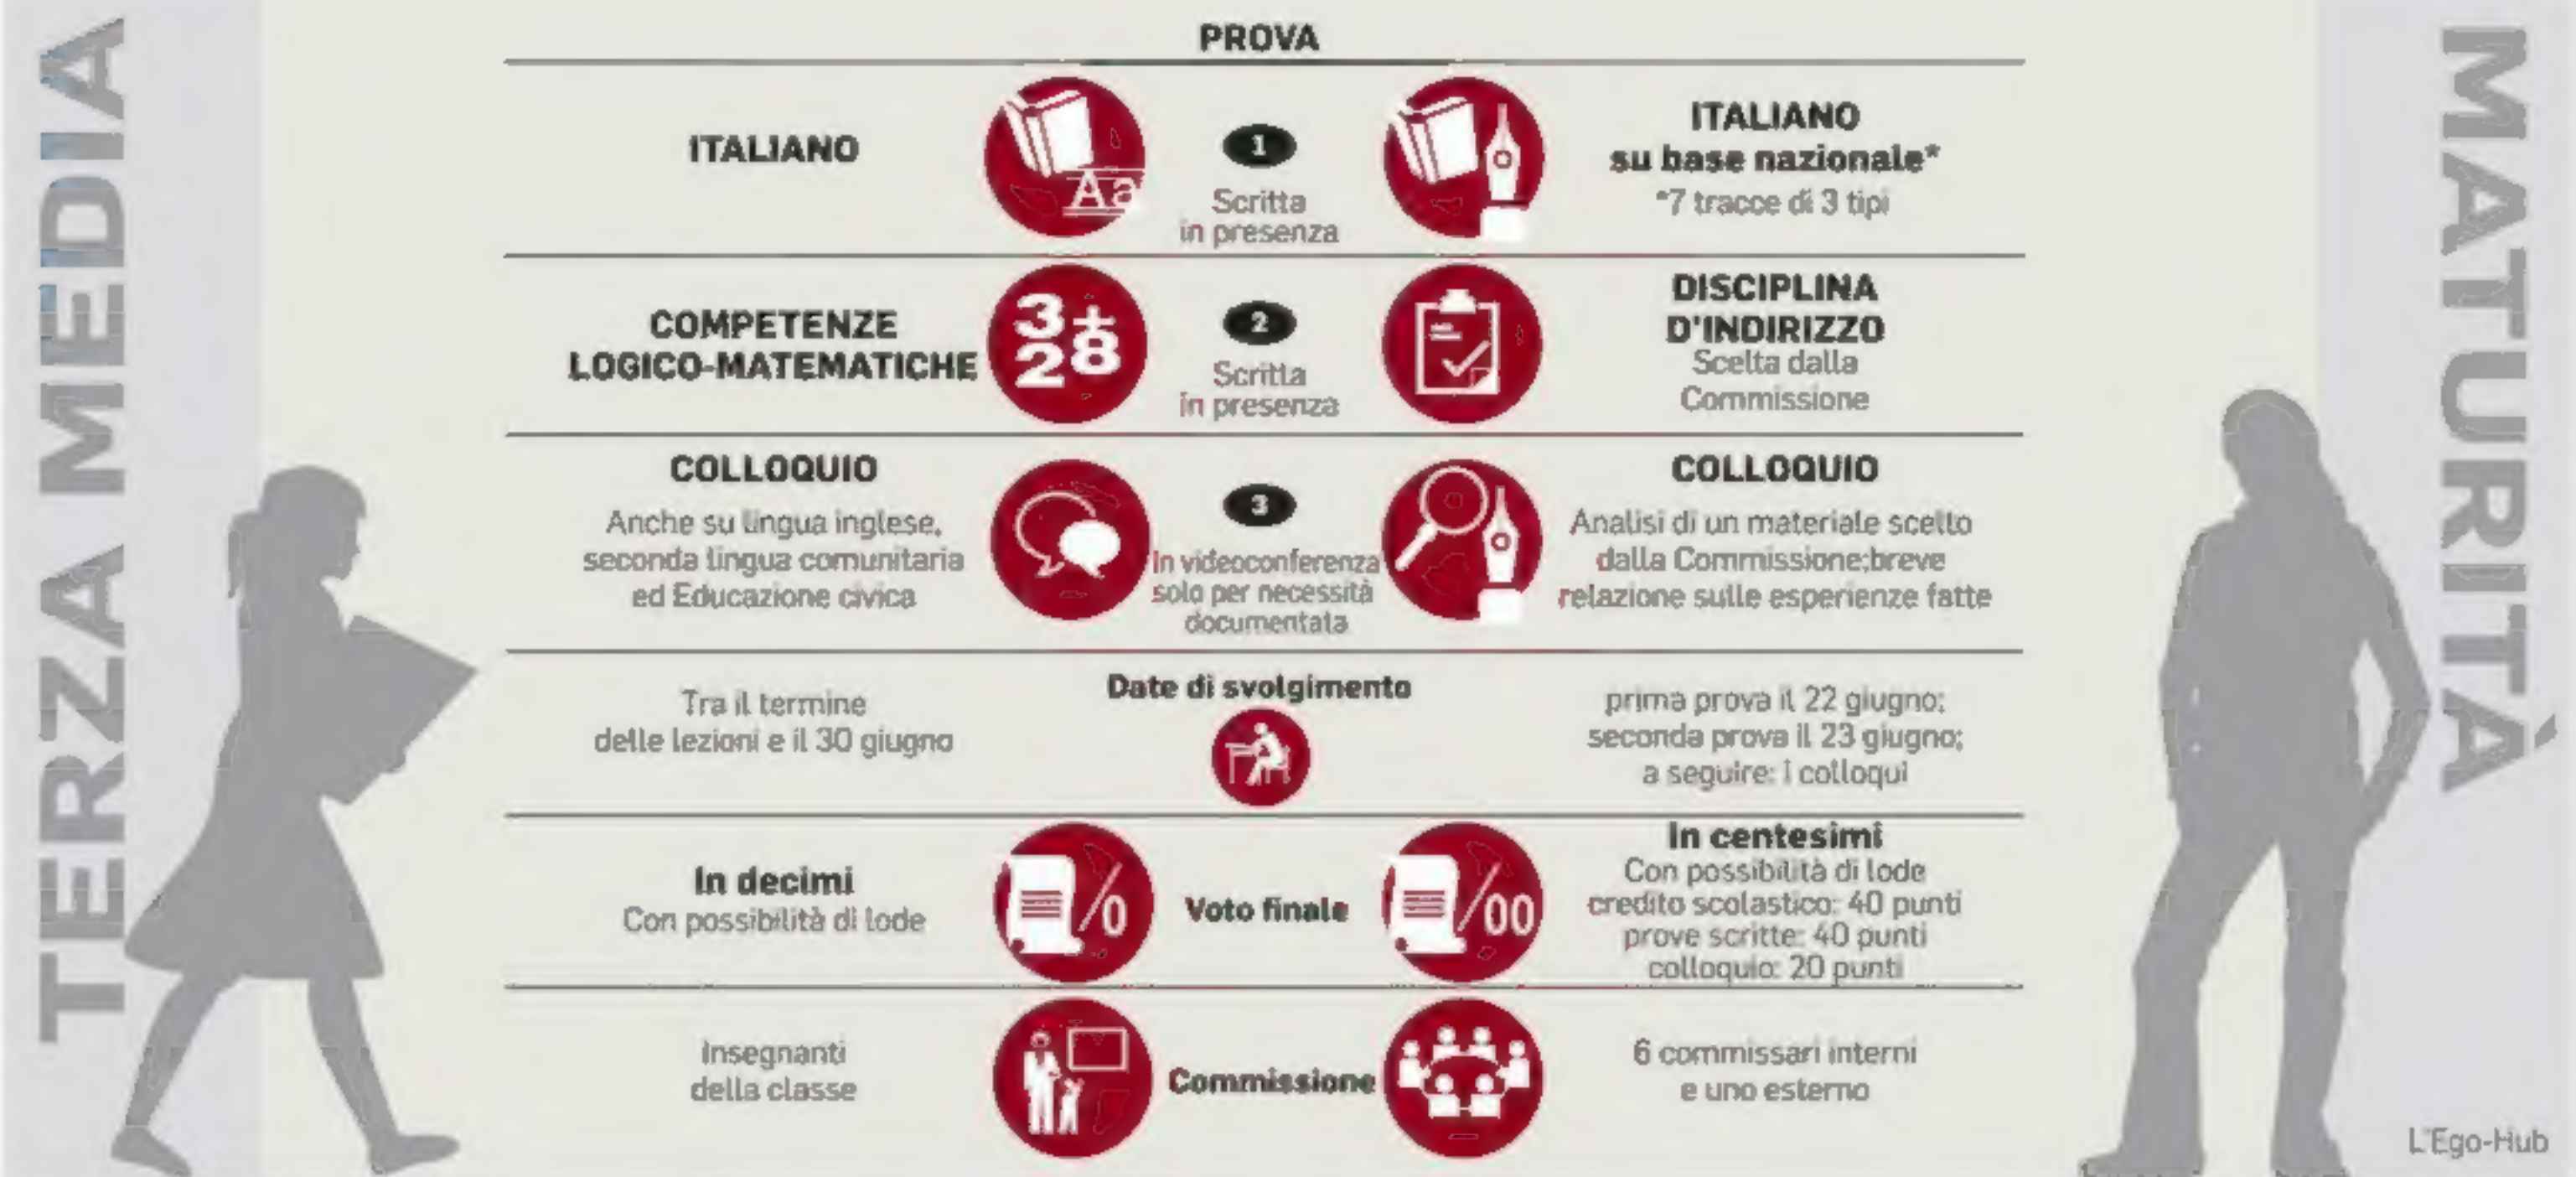 TERZA MEDIA
MATURITÀ
PROVA
ITALIANO
Aa
1
Scritta
in presenza
ITALIANO
su base nazionale*
*7 tracce di 3 tipi
COMPETENZE
LOGICO-MATEMATICHE
3+
28
2
Scritta
in presenza
DISCIPLINA
D'INDIRIZZO
Scelta dalla
Commissione
COLLOQUIO
Anche su lingua inglese,
seconda lingua comunitaria
ed Educazione civica
3
In videoconferenza
solo per necessità
documentata
COLLOQUIO
Analisi di un materiale scelto
dalla Commissione;breve
relazione sulle esperienze fatte
Tra il termine
delle lezioni e il 30 giugno
Date di svolgimento
prima prova il 22 giugno;
seconda prova il 23 giugno;
a seguire: i colloqui
In decimi
Con possibilità di lode
/0
Voto finale
/00
In centesimi
Con possibilità di lode
credito scolastico: 40 punti
prove scritte: 40 punti
colloquio: 20 punti
Insegnanti
della classe
Commissione
6 commissari interni
e uno esterno
L'Ego-Hub